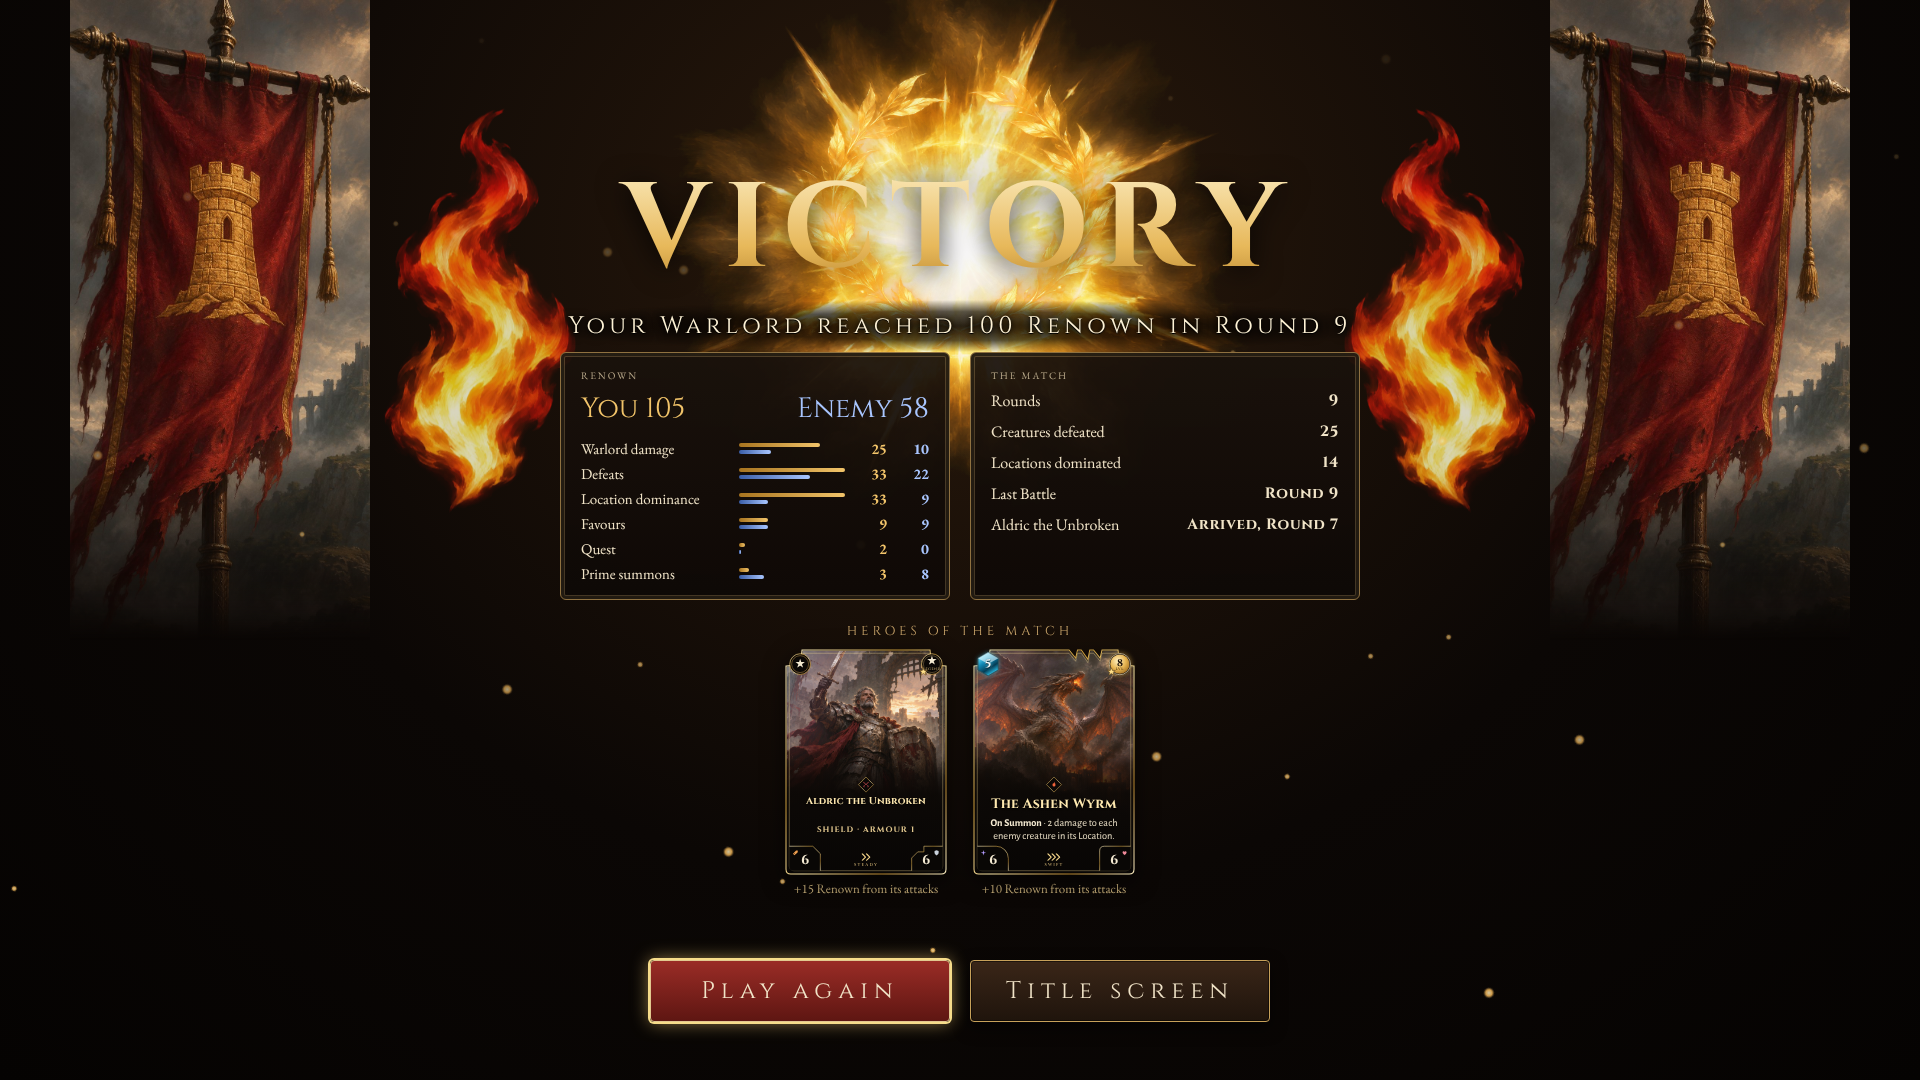 VICTORY
Your Warlord reached 100 Renown in Round 9
RENOWN
You 105 Enemy 58
Warlord damage 25 10
Defeats 33 22
Location dominance 33 9
Favours 9 9
Quest 2 0
Prime summons 3 8
THE MATCH
Rounds 9
Creatures defeated 25
Locations dominated 14
Last Battle Round 9
Aldric the Unbroken Arrived, Round 7
HEROES OF THE MATCH
Aldric the Unbroken
SHIELD · ARMOUR 1
6 STEADY 6
+15 Renown from its attacks
5 8
The Ashen Wyrm
On Summon · 2 damage to each
enemy creature in its Location.
6 SWIFT 6
+10 Renown from its attacks
Play again
Title screen